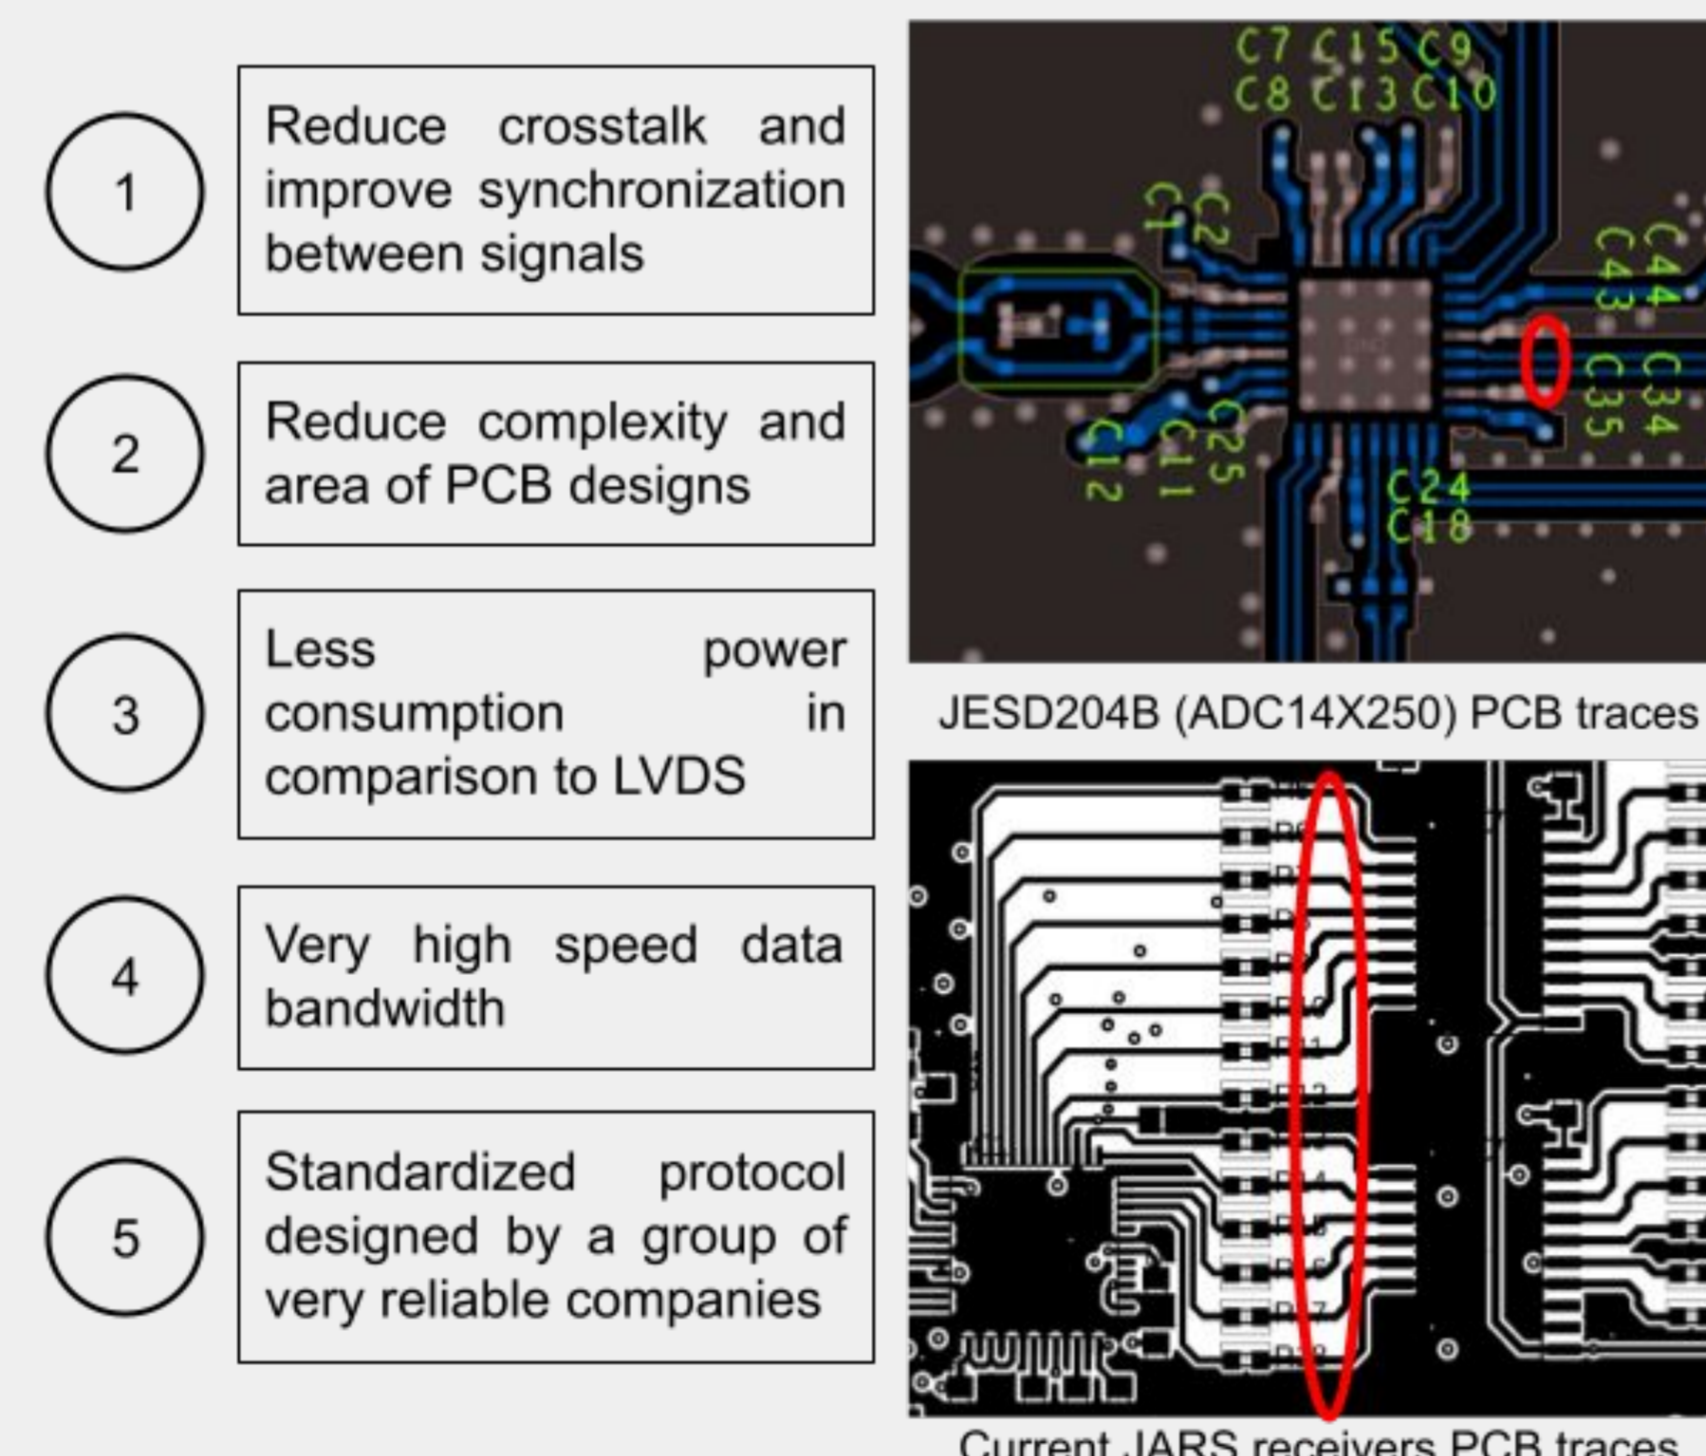 1
Reduce crosstalk and
improve synchronization
between signals
2
Reduce complexity and
area of PCB designs
3
Less power
consumption in
comparison to LVDS
4
Very high speed data
bandwidth
5
Standardized protocol
designed by a group of
very reliable companies
C7 C15 C9
C8 C13 C10
C1
C2
C43
C44
C35
C34
C12
C11
C25
C24
C18
JESD204B (ADC14X250) PCB traces
Current JARS receivers PCB traces